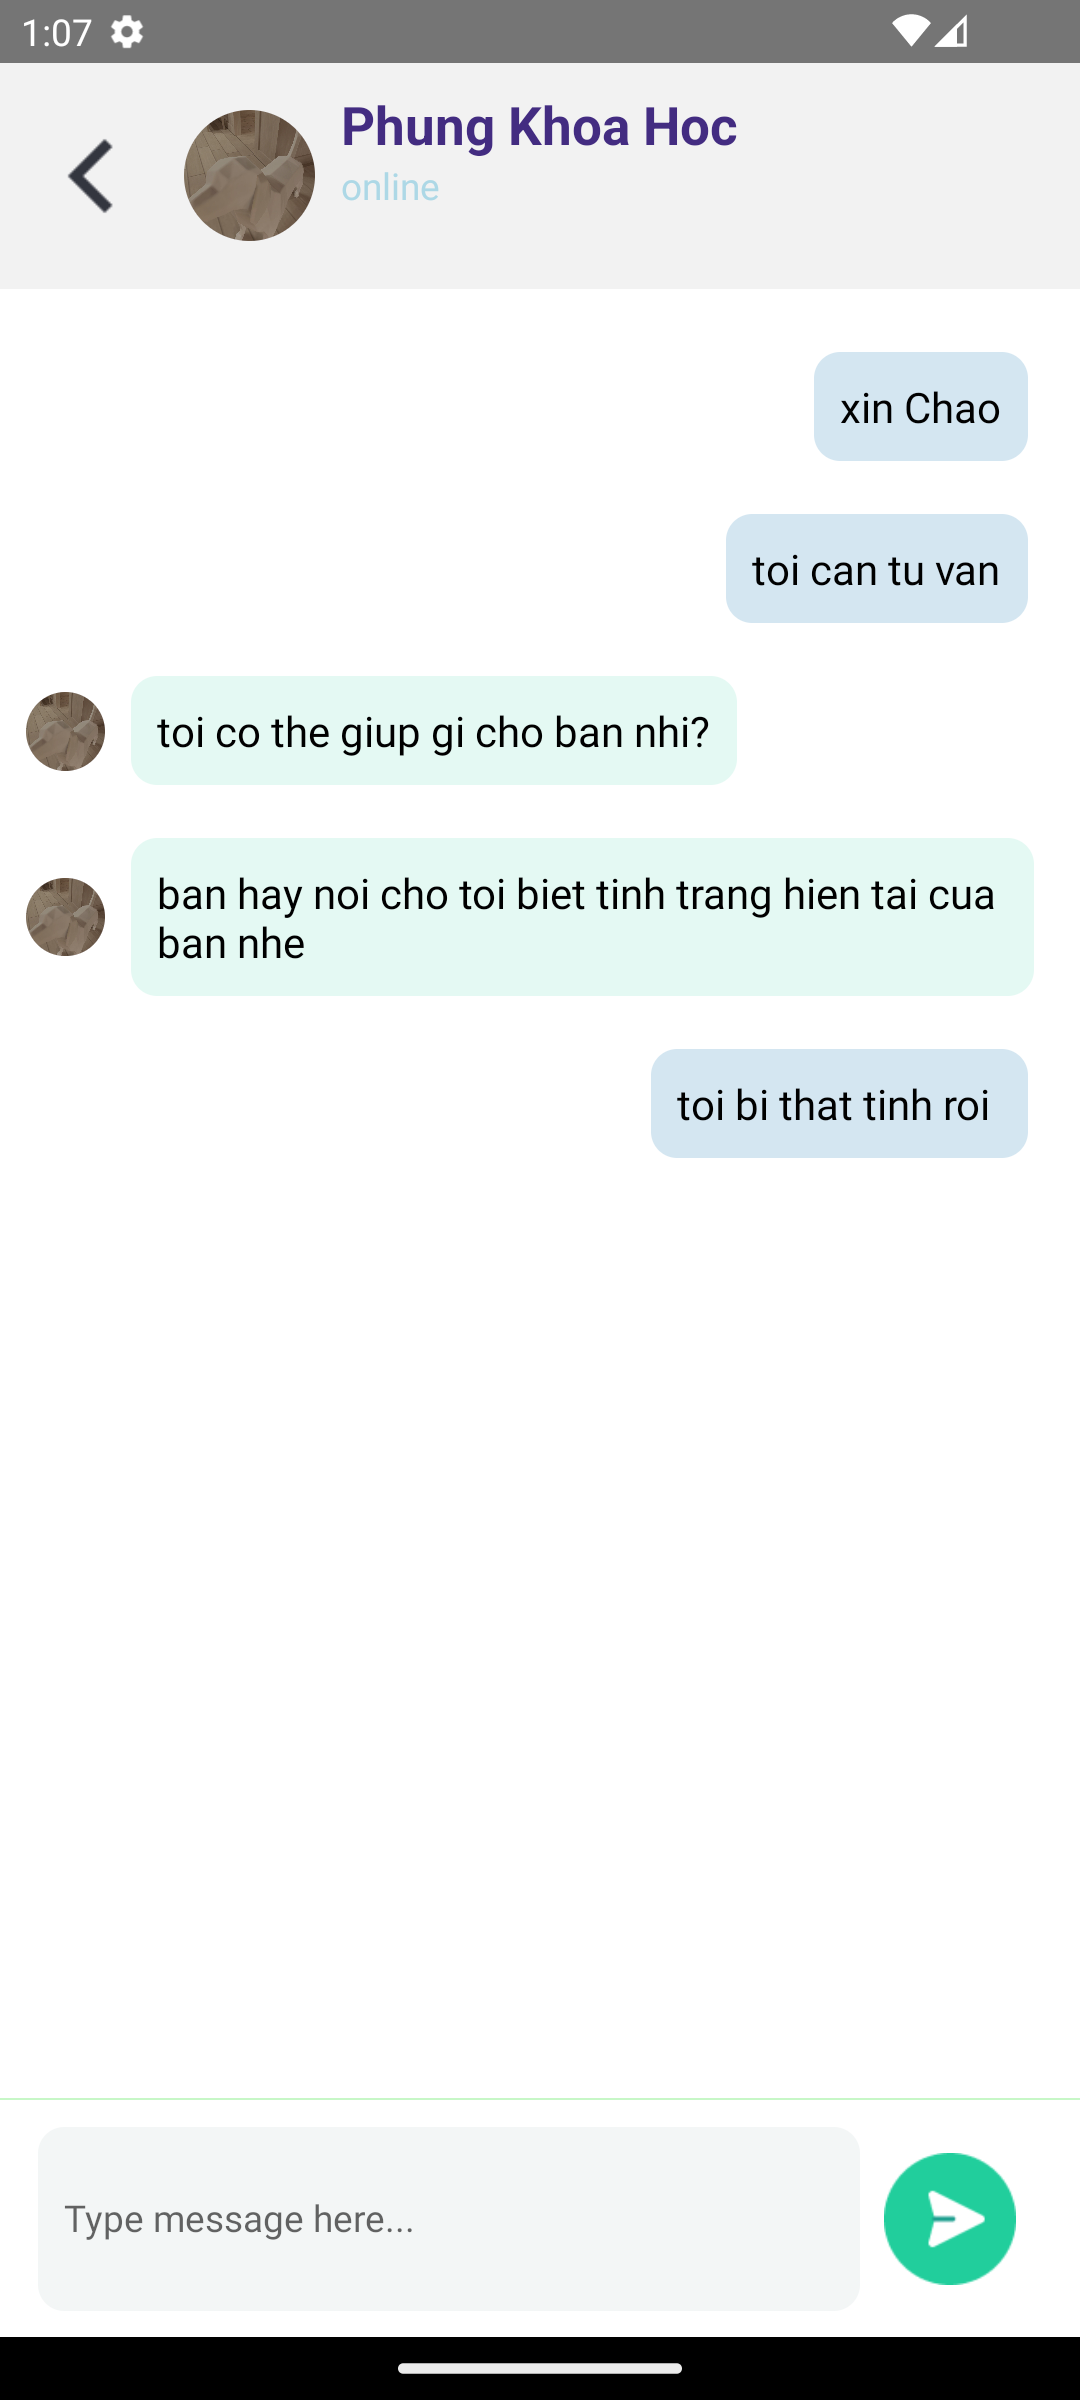 1:07
Phung Khoa Hoc
online
xin Chao
toi can tu van
toi co the giup gi cho ban nhi?
ban hay noi cho toi biet tinh trang hien tai cua
ban nhe
toi bi that tinh roi
Type message here...